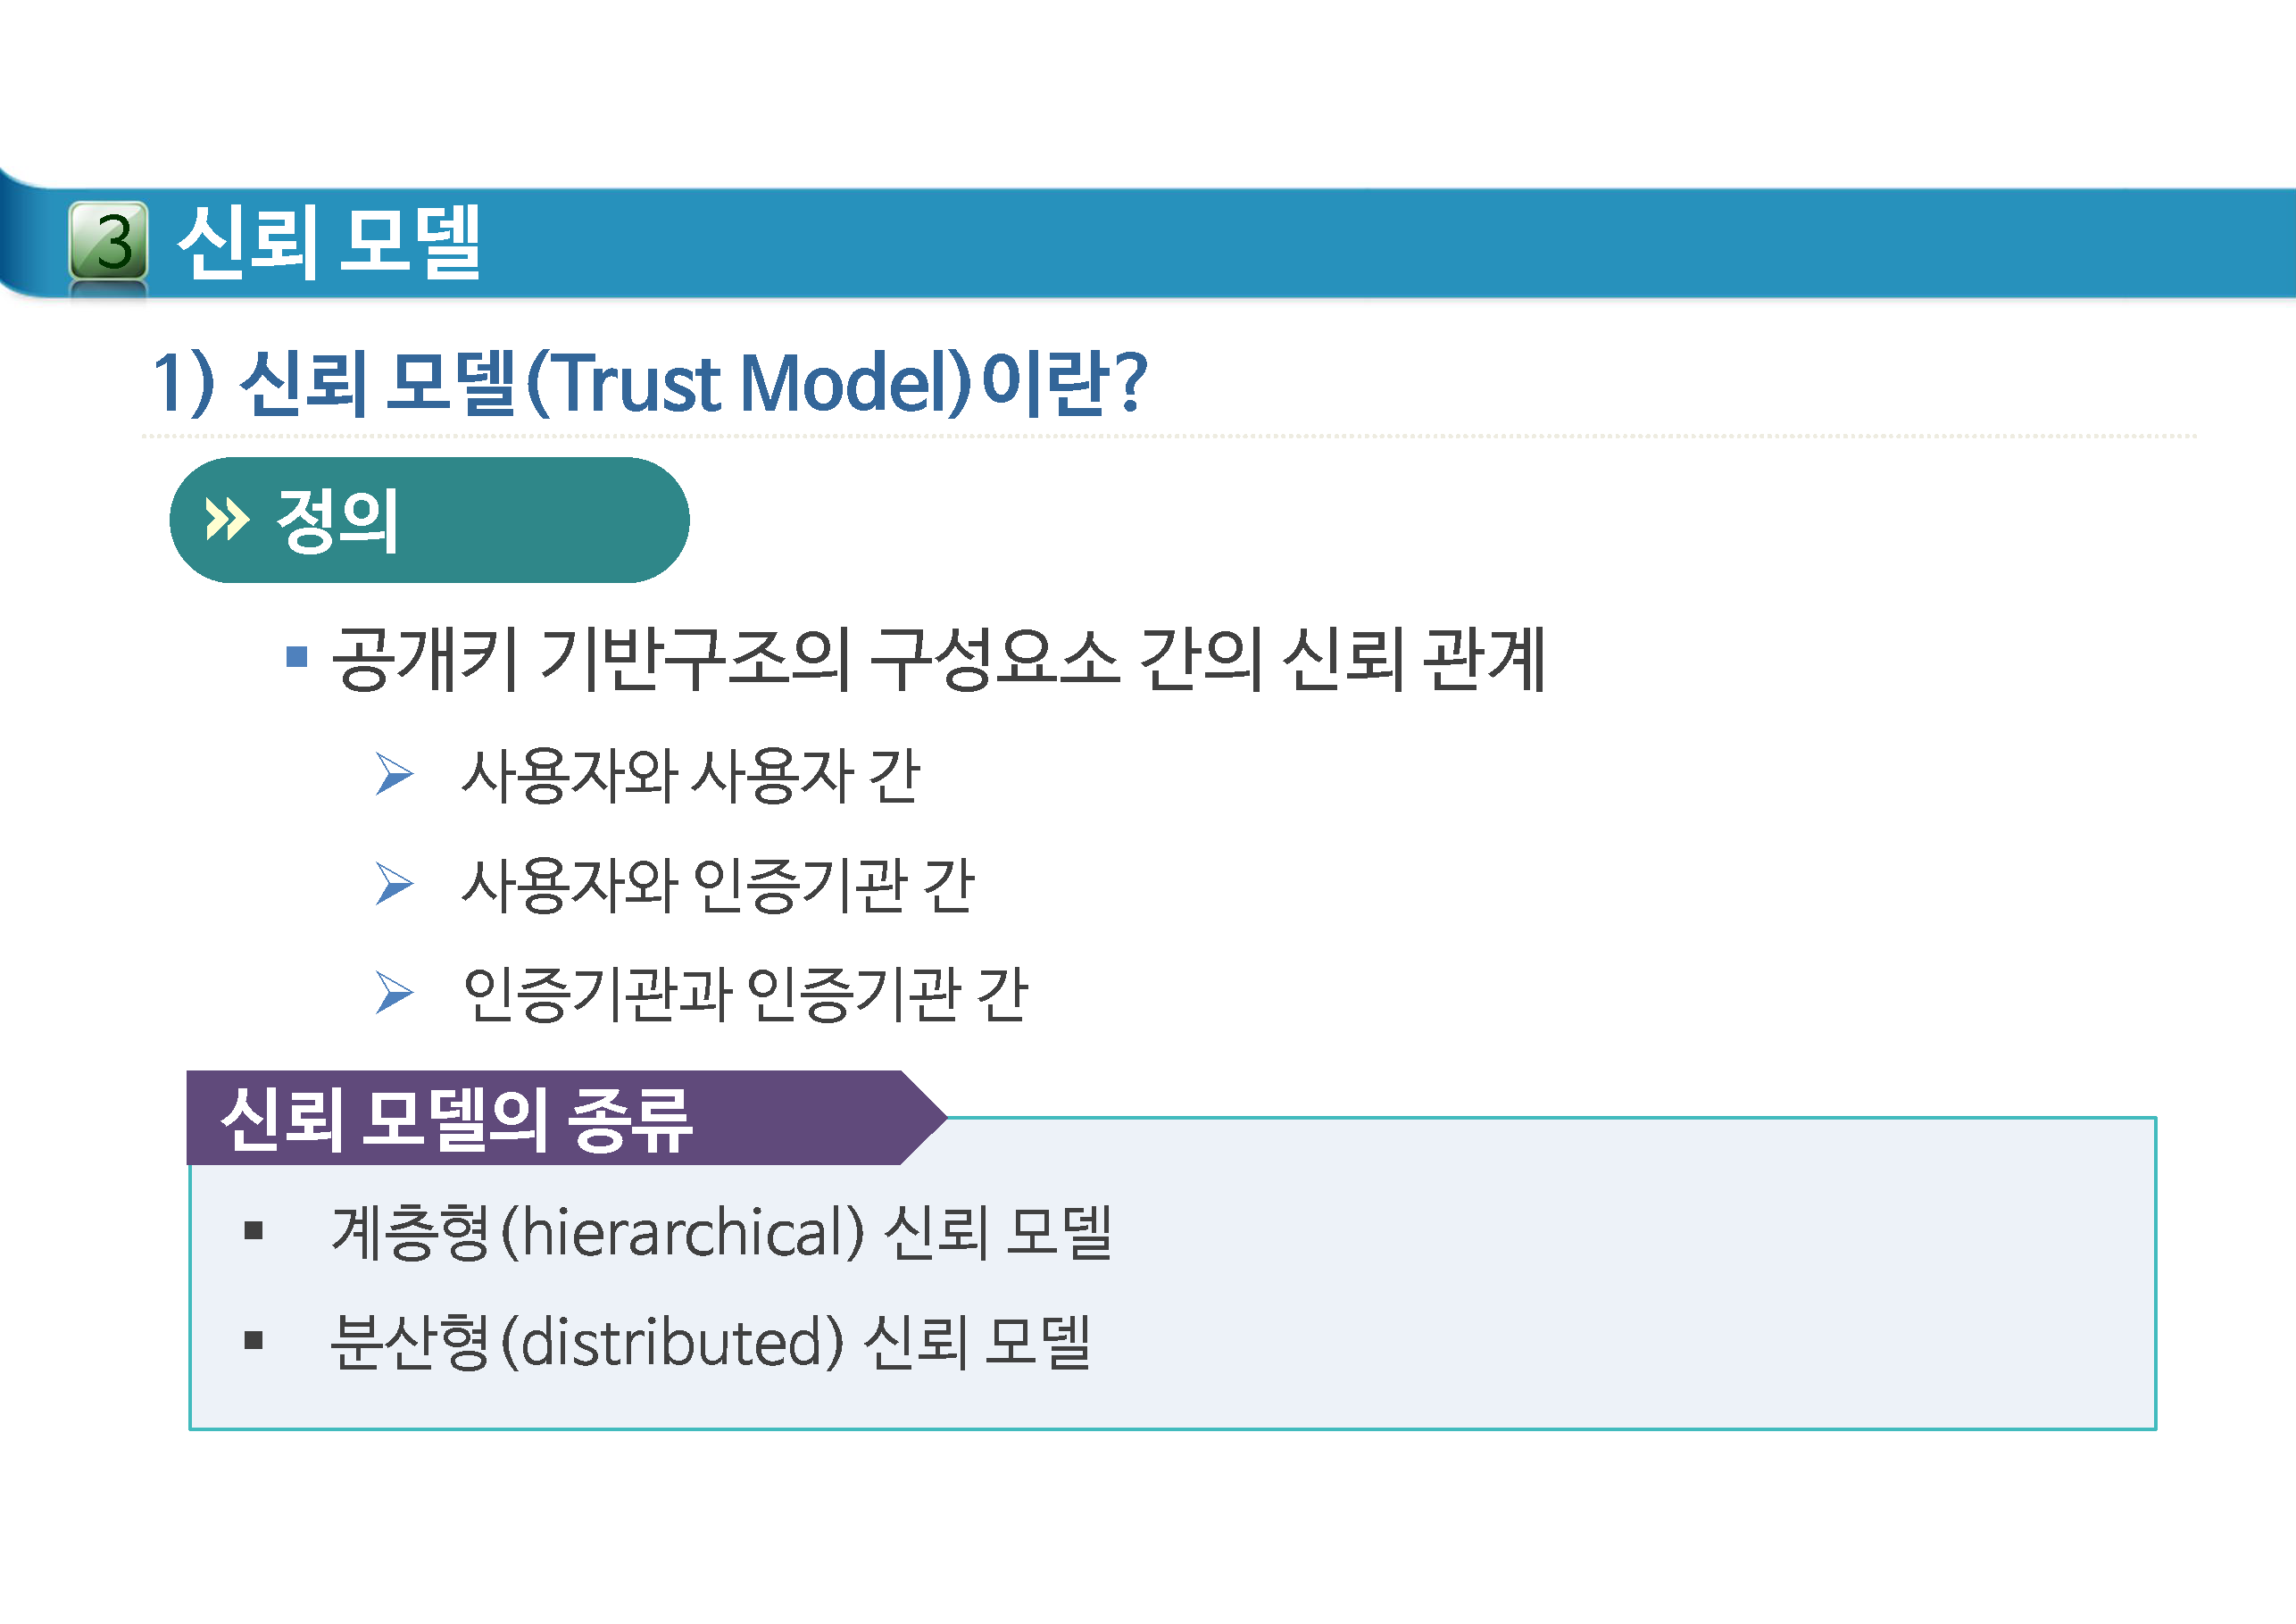 3 신뢰 모델
1) 신뢰 모델(Trust Model)이란?
» 정의
▪ 공개키 기반구조의 구성요소 간의 신뢰 관계
➢ 사용자와 사용자 간
➢ 사용자와 인증기관 간
➢ 인증기관과 인증기관 간
신뢰 모델의 종류
▪ 계층형(hierarchical) 신뢰 모델
▪ 분산형(distributed) 신뢰 모델